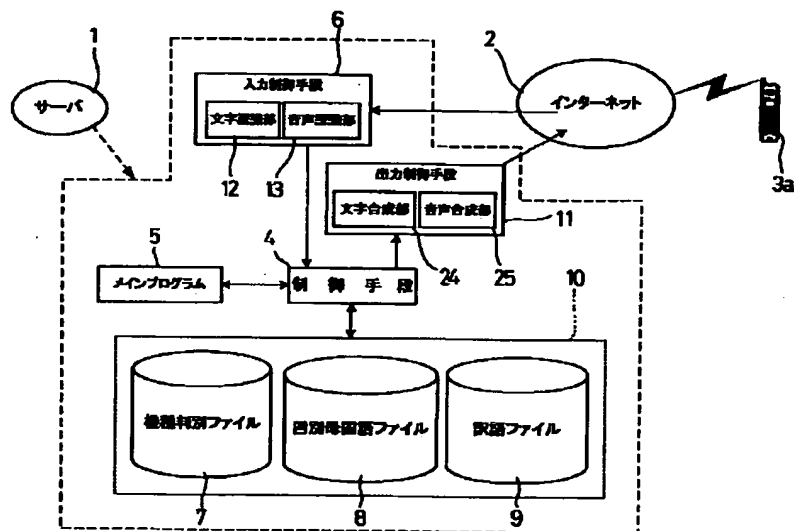 1
サーバ
6
入力制御手段
文字認識部
音声認識部
12
13
2
インターネット
3a
出力制御手段
文字合成部
音声合成部
11
24
25
5
メインプログラム
4
制御手段
10
機種判別ファイル
国別母国語ファイル
訳語ファイル
7
8
9